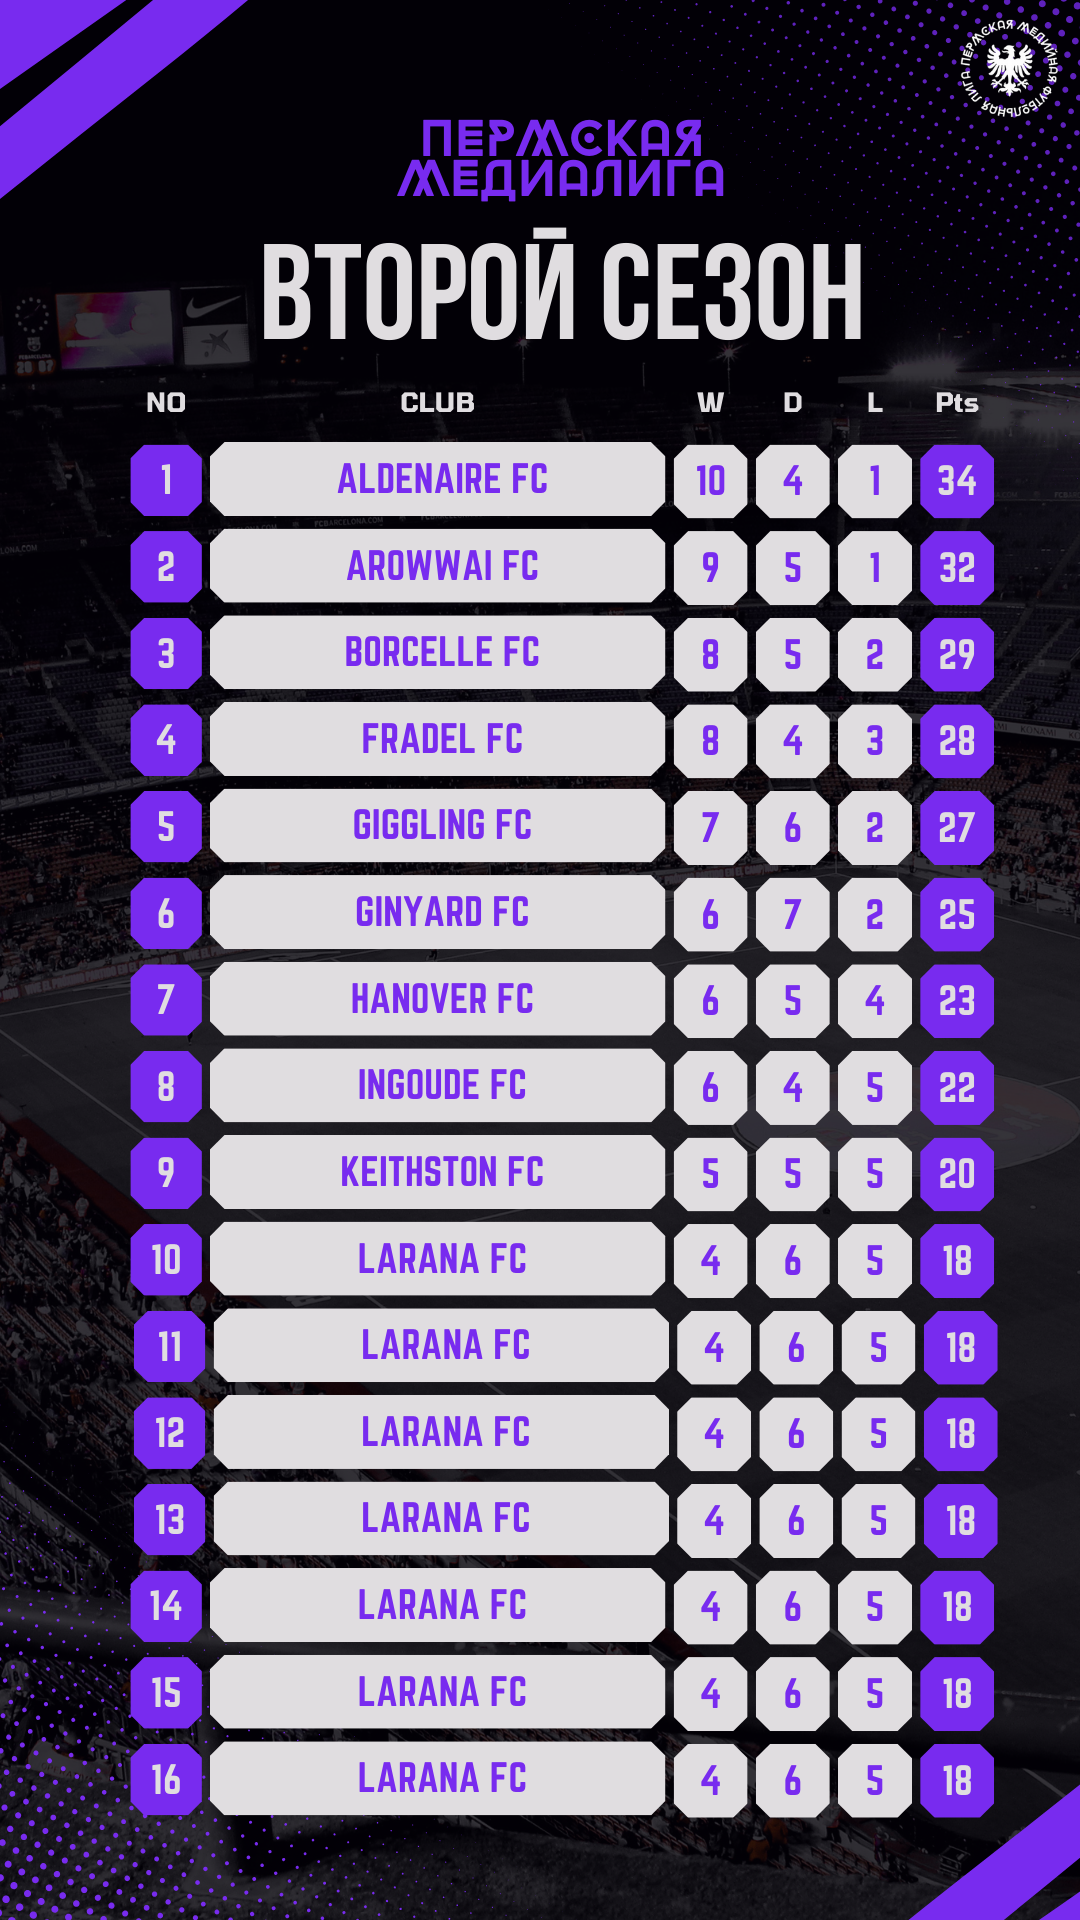 ПЕРМСКАЯ МЕДИЙНАЯ ФУТБОЛЬНАЯ ЛИГА
ПЕРМСКАЯ
МЕДИАЛИГА
ВТОРОЙ СЕЗОН
NO CLUB W D L Pts
1 ALDENAIRE FC 10 4 1 34
2 AROWWAI FC 9 5 1 32
3 BORCELLE FC 8 5 2 29
4 FRADEL FC 8 4 3 28
5 GIGGLING FC 7 6 2 27
6 GINYARD FC 6 7 2 25
7 HANOVER FC 6 5 4 23
8 INGOUDE FC 6 4 5 22
9 KEITHSTON FC 5 5 5 20
10 LARANA FC 4 6 5 18
11 LARANA FC 4 6 5 18
12 LARANA FC 4 6 5 18
13 LARANA FC 4 6 5 18
14 LARANA FC 4 6 5 18
15 LARANA FC 4 6 5 18
16 LARANA FC 4 6 5 18